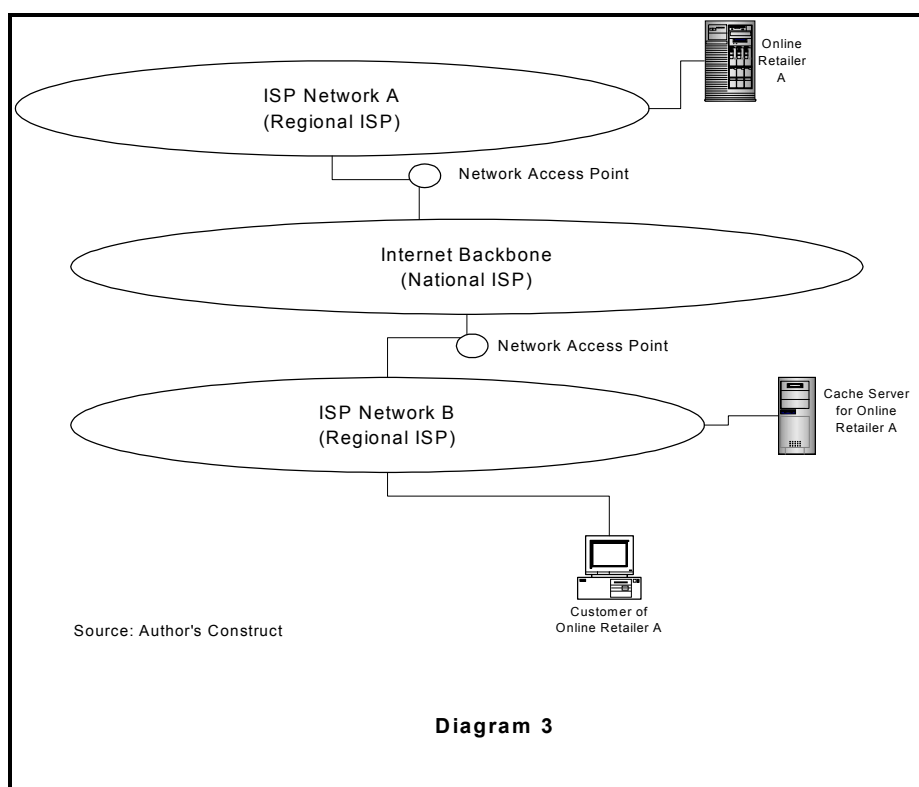 Online
Retailer
A
ISP Network A
(Regional ISP)
Network Access Point
Internet Backbone
(National ISP)
Network Access Point
ISP Network B
(Regional ISP)
Cache Server
for Online
Retailer A
Customer of
Online Retailer A
Source: Author's Construct
Diagram 3